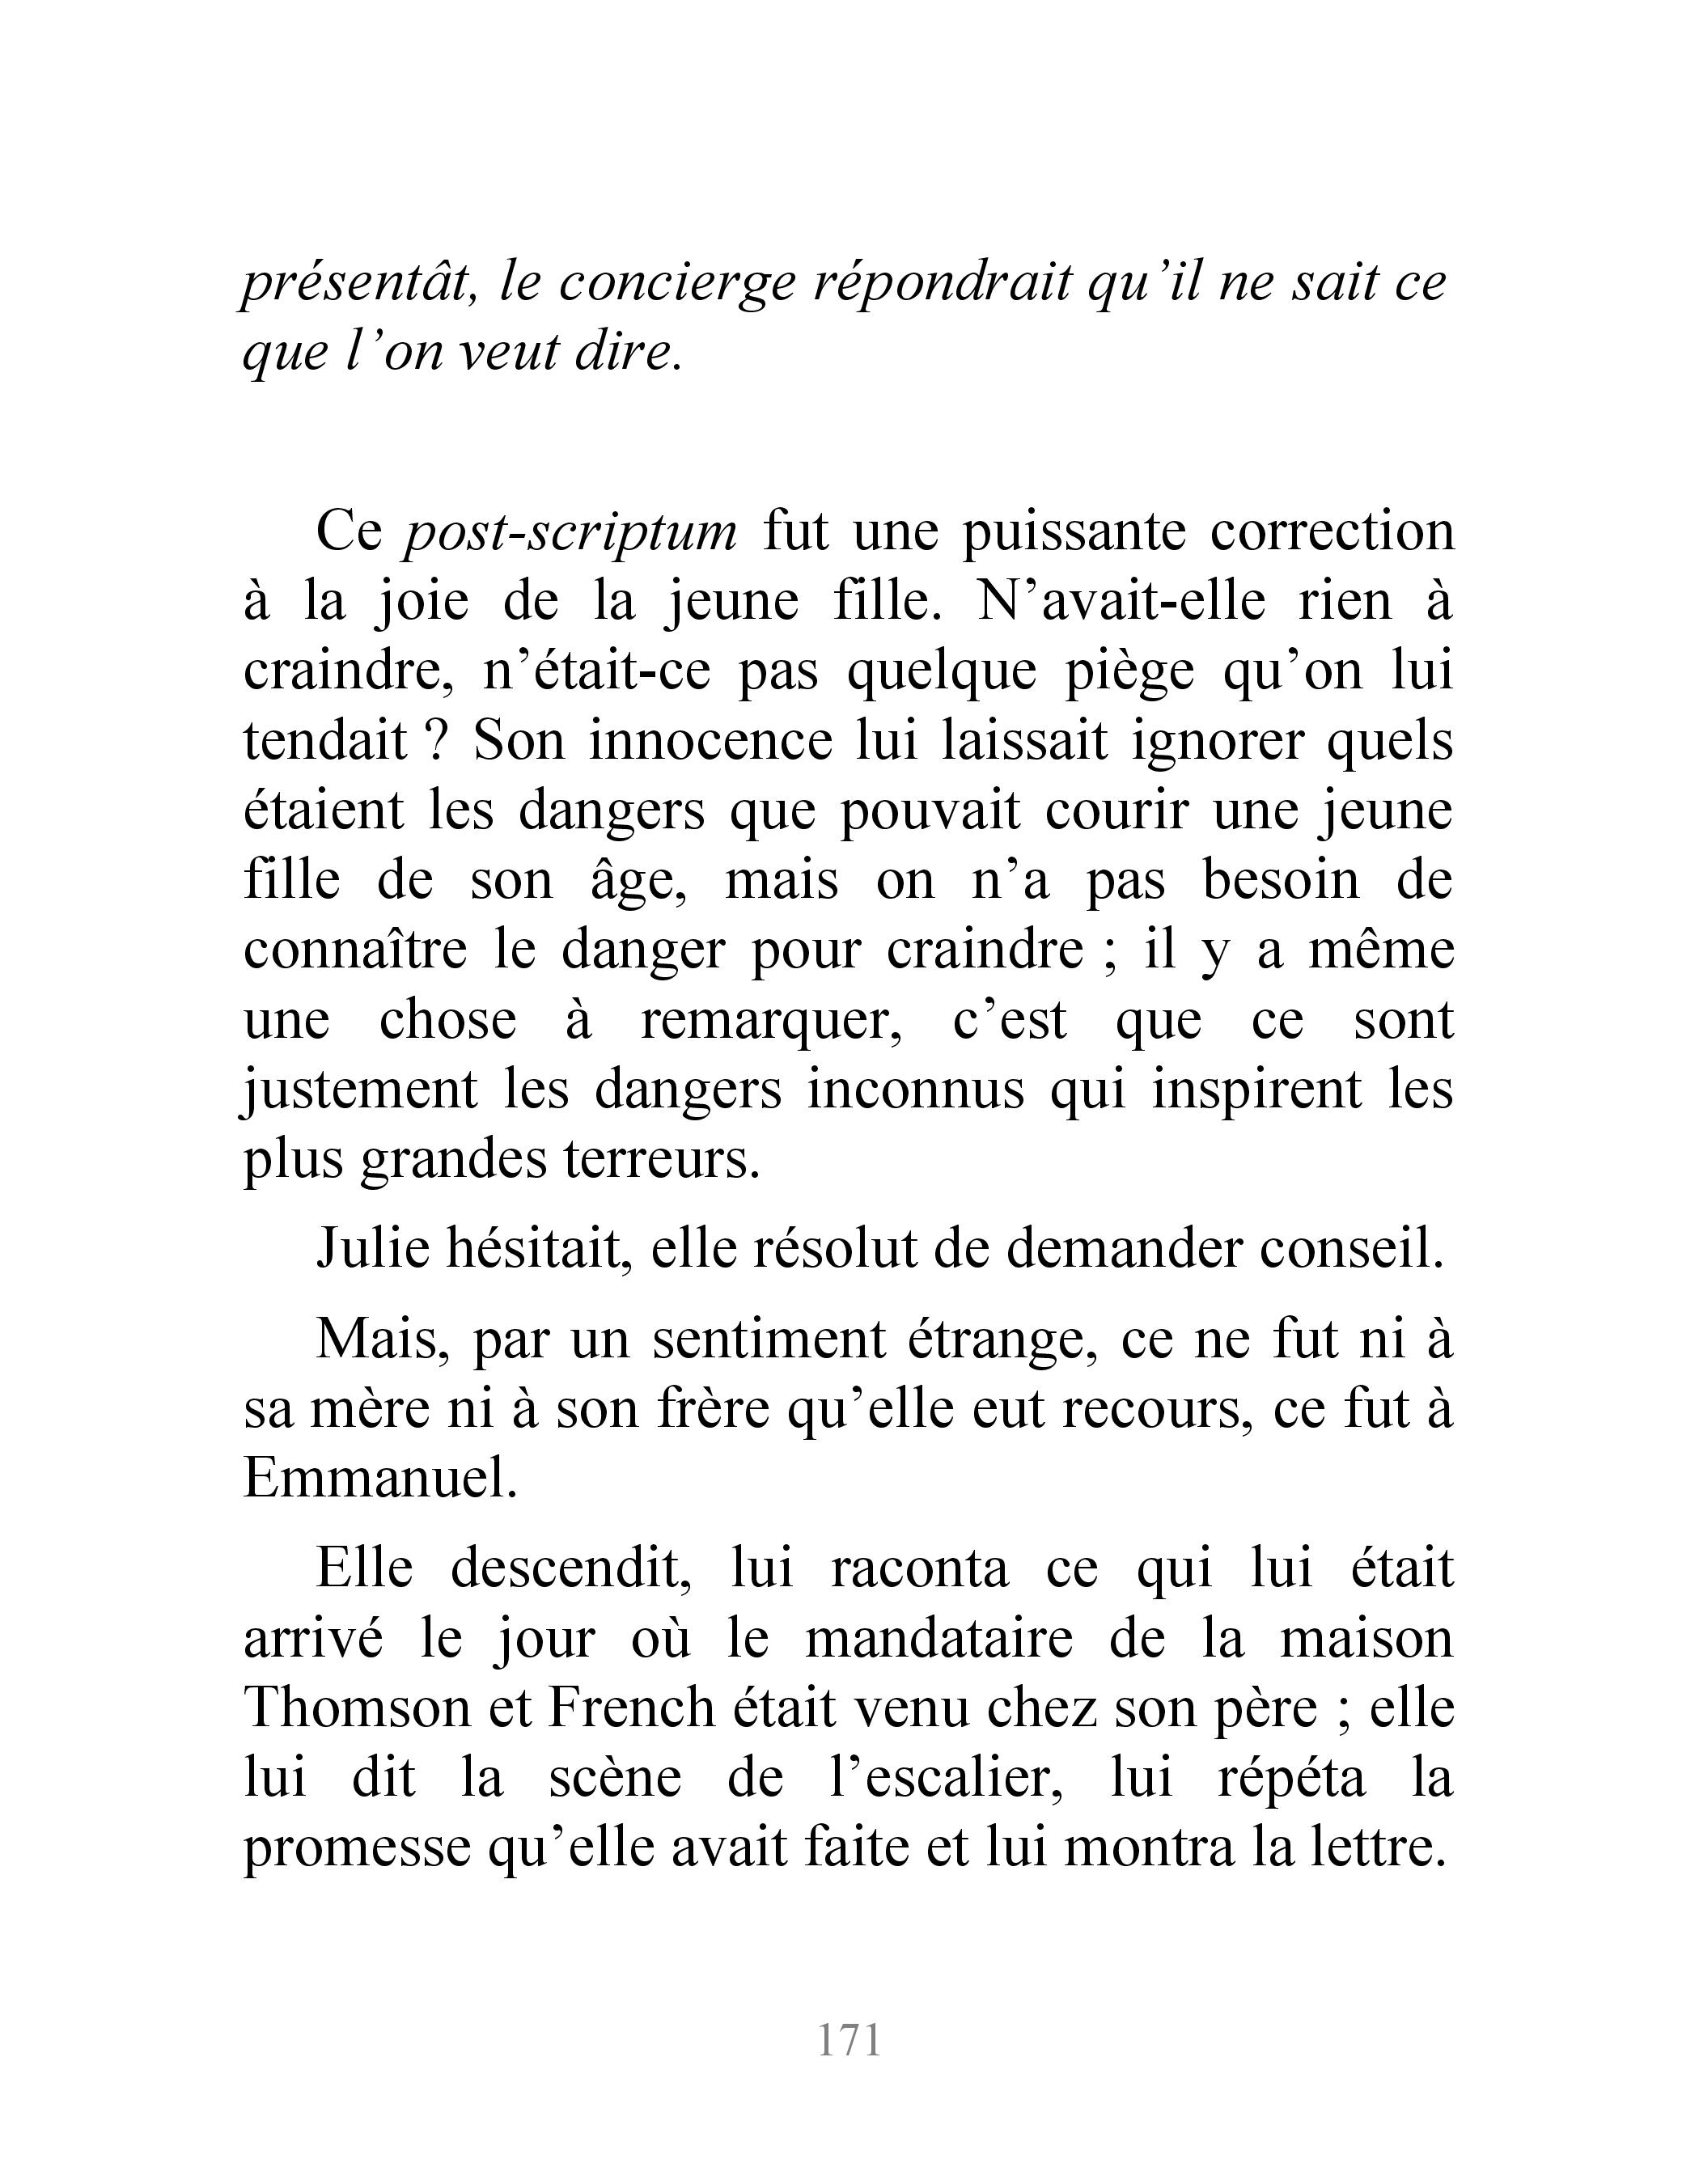 présentât, le concierge répondrait qu’il ne sait ce
que l’on veut dire.
Ce post-scriptum fut une puissante correction
à la joie de la jeune fille. N’avait-elle rien à
craindre, n’était-ce pas quelque piège qu’on lui
tendait ? Son innocence lui laissait ignorer quels
étaient les dangers que pouvait courir une jeune
fille de son âge, mais on n’a pas besoin de
connaître le danger pour craindre ; il y a même
une chose à remarquer, c’est que ce sont
justement les dangers inconnus qui inspirent les
plus grandes terreurs.
Julie hésitait, elle résolut de demander conseil.
Mais, par un sentiment étrange, ce ne fut ni à
sa mère ni à son frère qu’elle eut recours, ce fut à
Emmanuel.
Elle descendit, lui raconta ce qui lui était
arrivé le jour où le mandataire de la maison
Thomson et French était venu chez son père ; elle
lui dit la scène de l’escalier, lui répéta la
promesse qu’elle avait faite et lui montra la lettre.
171